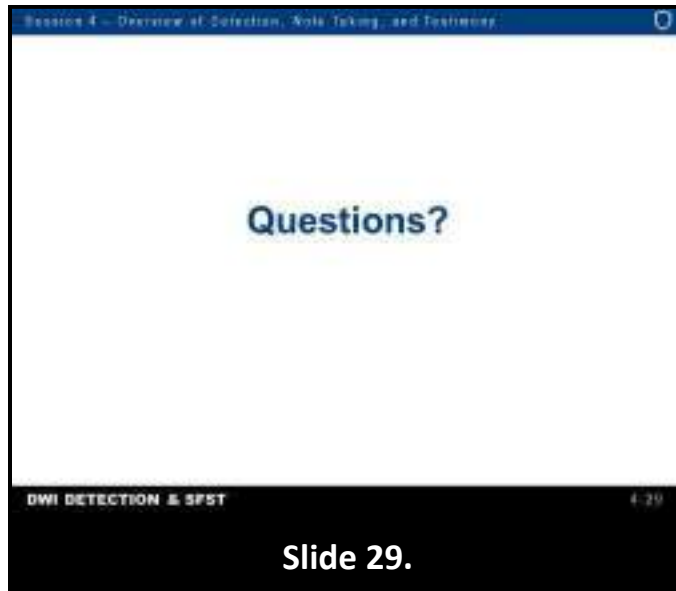 Session 4 – Overview of Detection, Note Taking, and Testimony
Questions?
DWI DETECTION & SFST
4-29
Slide 29.